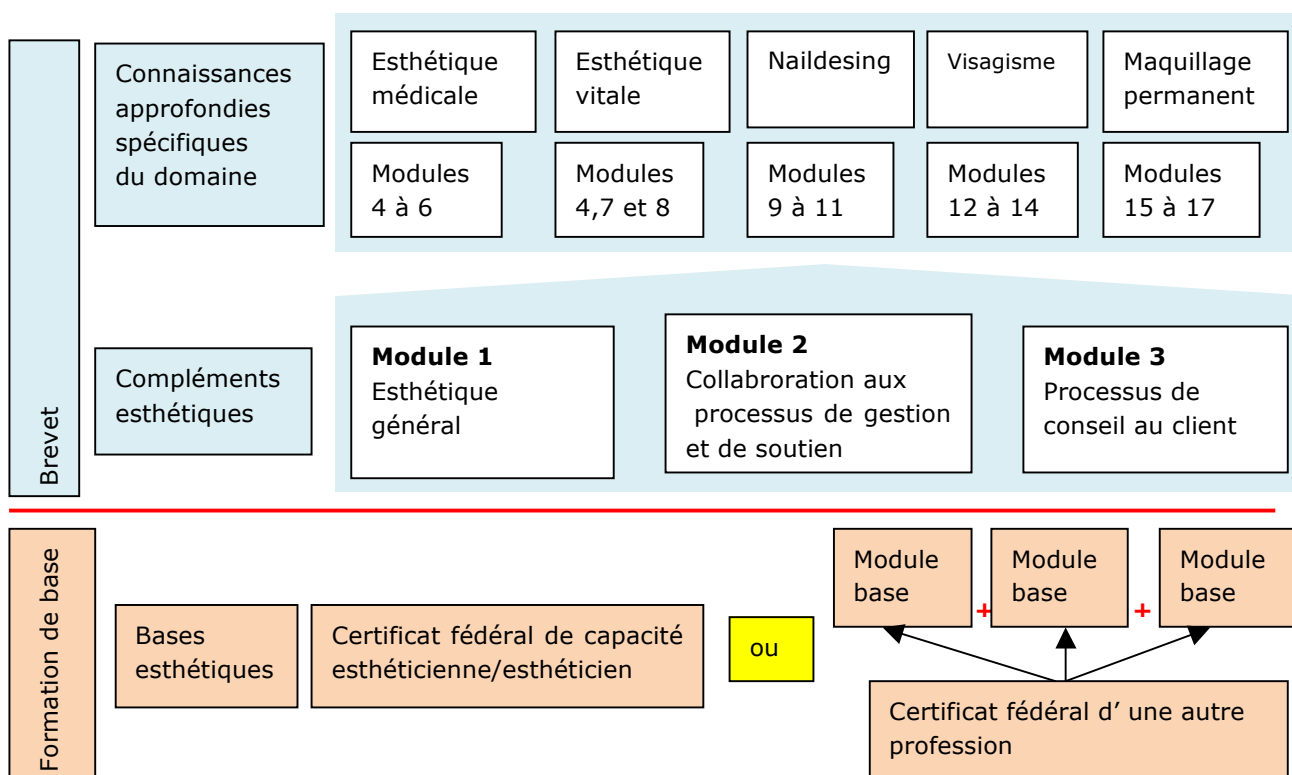 Brevet
Connaissances
approfondies
spécifiques
du domaine
Esthétique
médicale
Esthétique
vitale
Naildesing
Visagisme
Maquillage
permanent
Modules
4 à 6
Modules
4,7 et 8
Modules
9 à 11
Modules
12 à 14
Modules
15 à 17
Compléments
esthétiques
Module 1
Esthétique
général
Module 2
Collabroration aux
processus de gestion
et de soutien
Module 3
Processus de
conseil au client
Formation de base
Bases
esthétiques
Certificat fédéral de capacité
esthéticienne/esthéticien
ou
Module
base
+
Module
base
+
Module
base
Certificat fédéral d' une autre
profession